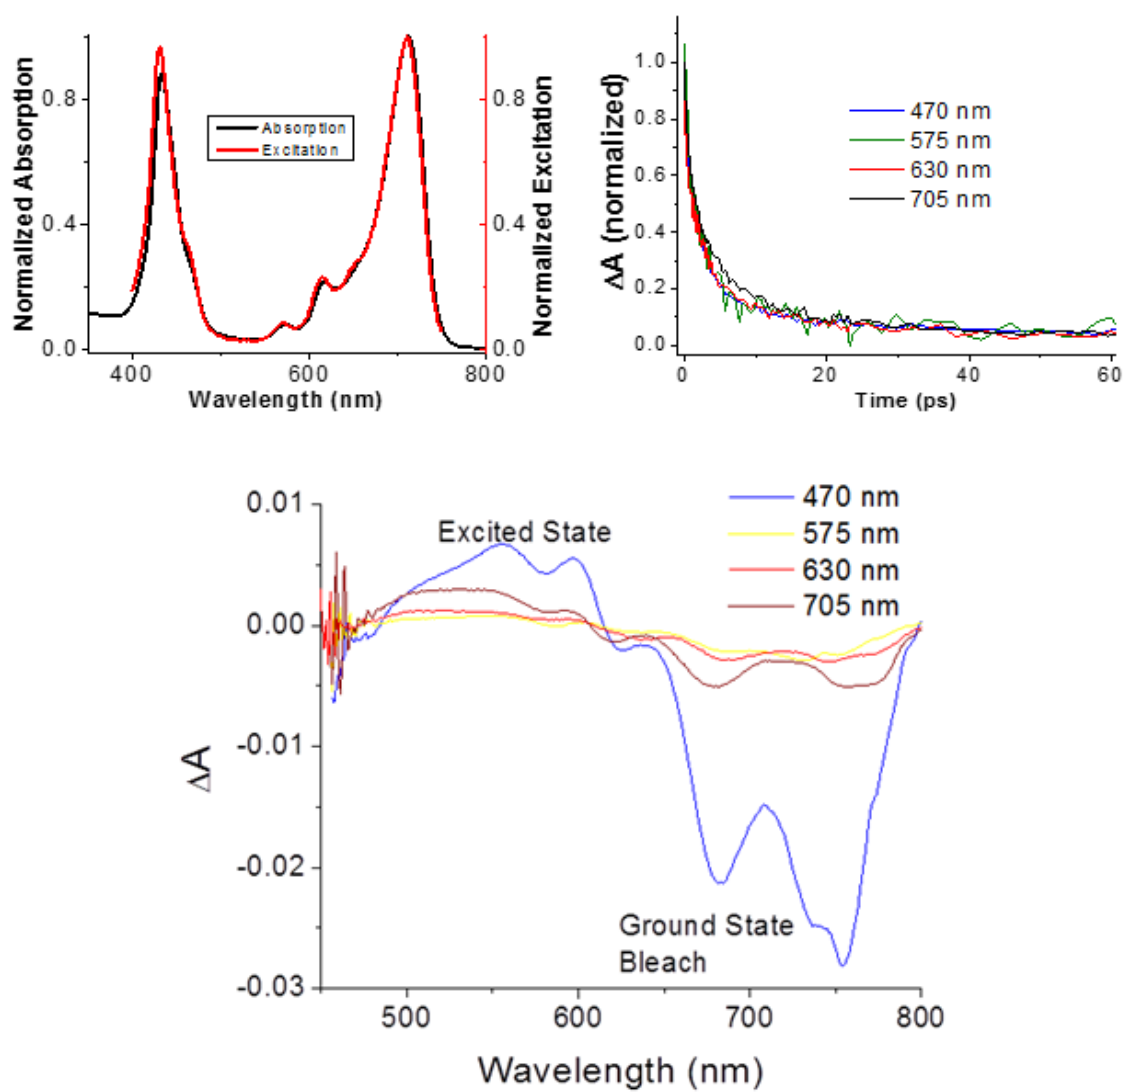 Normalized Absorption
0.8
0.4
0.0
Absorption
Excitation
Normalized Excitation
0.8
0.4
0.0
400
600
800
Wavelength (nm)
ΔA (normalized)
1.0
0.8
0.6
0.4
0.2
0.0
470 nm
575 nm
630 nm
705 nm
0
20
40
60
Time (ps)
ΔA
0.01
0.00
-0.01
-0.02
-0.03
Excited State
470 nm
575 nm
630 nm
705 nm
Ground State
Bleach
500
600
700
800
Wavelength (nm)